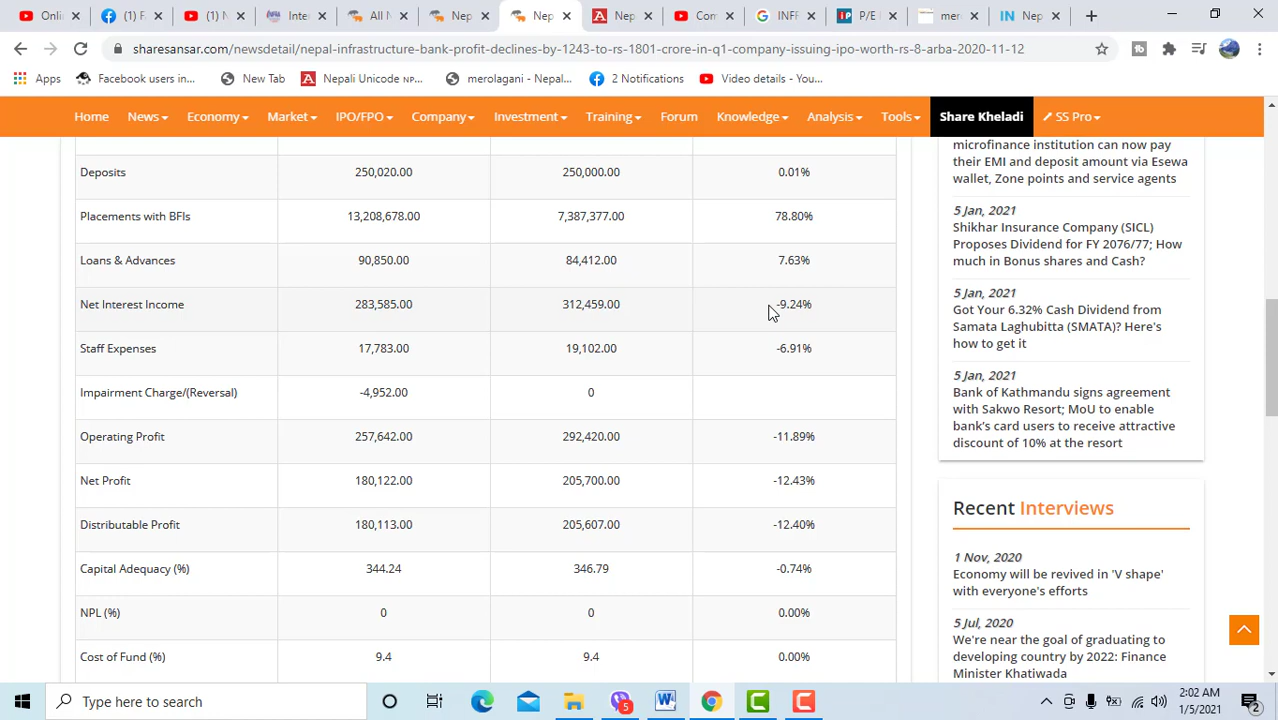 Onli
(1) F
(1) M
Inte
All N
Nep
Nep
Nep
Com
INFR
P/E
mer
Nep
sharesansar.com/newsdetail/nepal-infrastructure-bank-profit-declines-by-1243-to-rs-1801-crore-in-q1-company-issuing-ipo-worth-rs-8-arba-2020-11-12
Apps
Facebook users in...
New Tab
Nepali Unicode नेपा...
merolagani - Nepal...
2 Notifications
Video details - You...
Home News Economy Market IPO/FPO Company Investment Training Forum Knowledge Analysis Tools Share Kheladi SS Pro
Deposits 250,020.00 250,000.00 0.01%
Placements with BFIs 13,208,678.00 7,387,377.00 78.80%
Loans & Advances 90,850.00 84,412.00 7.63%
Net Interest Income 283,585.00 312,459.00 -9.24%
Staff Expenses 17,783.00 19,102.00 -6.91%
Impairment Charge/(Reversal) -4,952.00 0
Operating Profit 257,642.00 292,420.00 -11.89%
Net Profit 180,122.00 205,700.00 -12.43%
Distributable Profit 180,113.00 205,607.00 -12.40%
Capital Adequacy (%) 344.24 346.79 -0.74%
NPL (%) 0 0 0.00%
Cost of Fund (%) 9.4 9.4 0.00%
microfinance institution can now pay
their EMI and deposit amount via Esewa
wallet, Zone points and service agents
5 Jan, 2021
Shikhar Insurance Company (SICL)
Proposes Dividend for FY 2076/77; How
much in Bonus shares and Cash?
5 Jan, 2021
Got Your 6.32% Cash Dividend from
Samata Laghubitta (SMATA)? Here's
how to get it
5 Jan, 2021
Bank of Kathmandu signs agreement
with Sakwo Resort; MoU to enable
bank's card users to receive attractive
discount of 10% at the resort
Recent Interviews
1 Nov, 2020
Economy will be revived in 'V shape'
with everyone's efforts
5 Jul, 2020
We're near the goal of graduating to
developing country by 2022: Finance
Minister Khatiwada
Type here to search
5
2:02 AM
1/5/2021
2